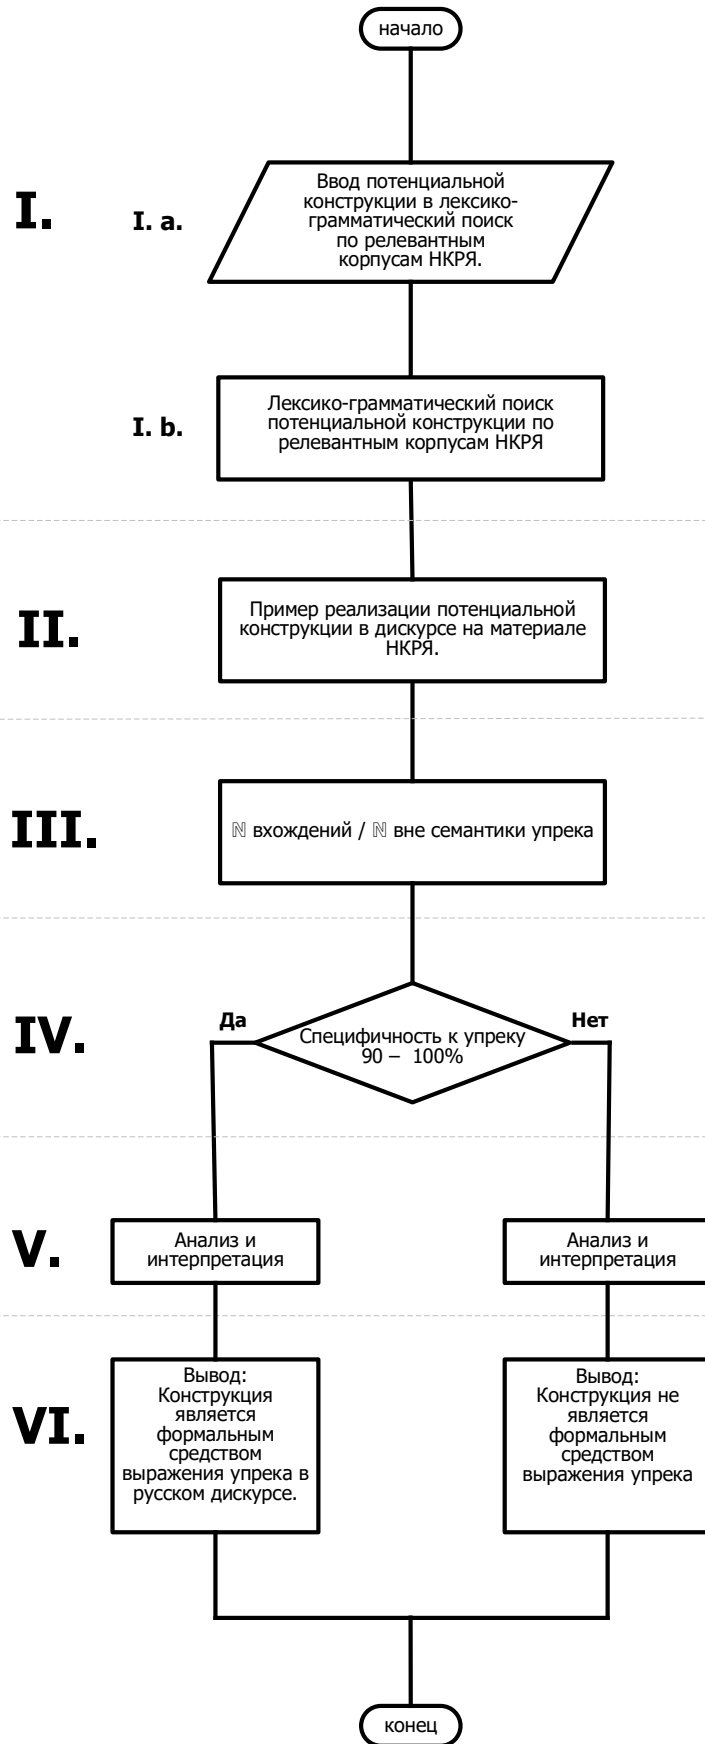 начало
I.
I. a.
Ввод потенциальной
конструкции в лексико-
грамматический поиск
по релевантным
корпусам НКРЯ.
I. b.
Лексико-грамматический поиск
потенциальной конструкции по
релевантным корпусам НКРЯ
II.
Пример реализации потенциальной
конструкции в дискурсе на материале
НКРЯ.
III.
ℕ вхождений / ℕ вне семантики упрека
IV.
Да
Специфичность к упреку
90 – 100%
Нет
V.
Анализ и
интерпретация
Анализ и
интерпретация
VI.
Вывод:
Конструкция
является
формальным
средством
выражения упрека в
русском дискурсе.
Вывод:
Конструкция не
является
формальным
средством
выражения упрека
конец